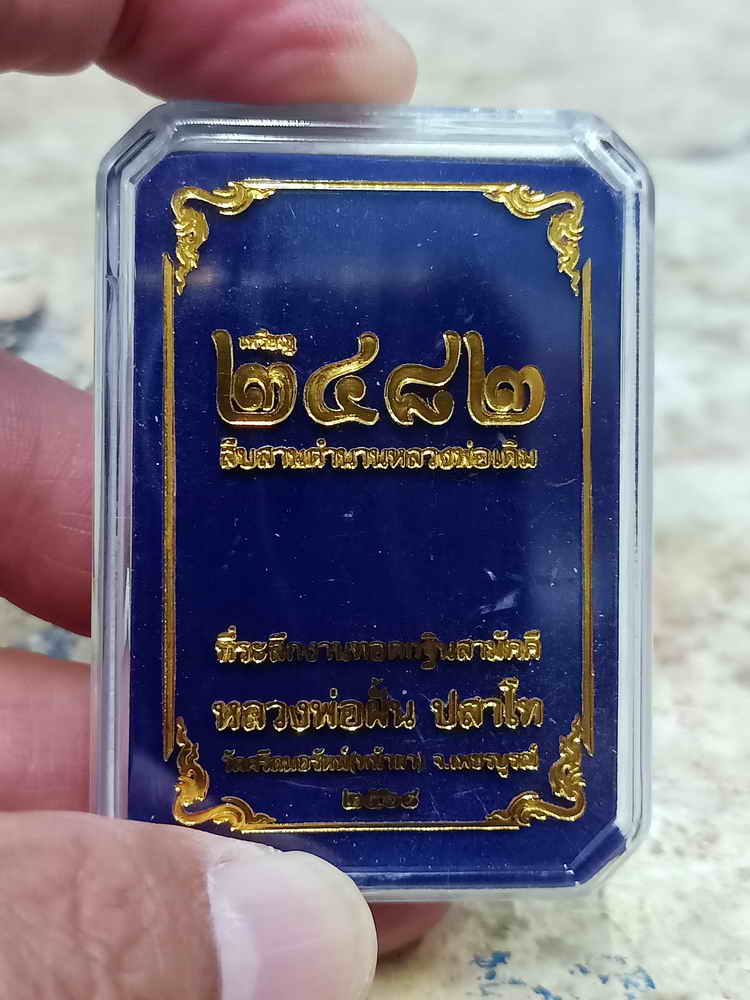 เหรียญ
๒๔๘๒
สืบสานตำนานหลวงพ่อเดิม
ที่ระลึกงานทอดกฐินสามัคคี
หลวงพ่อฝั้น ปสาโท
จ.เพชรบูรณ์